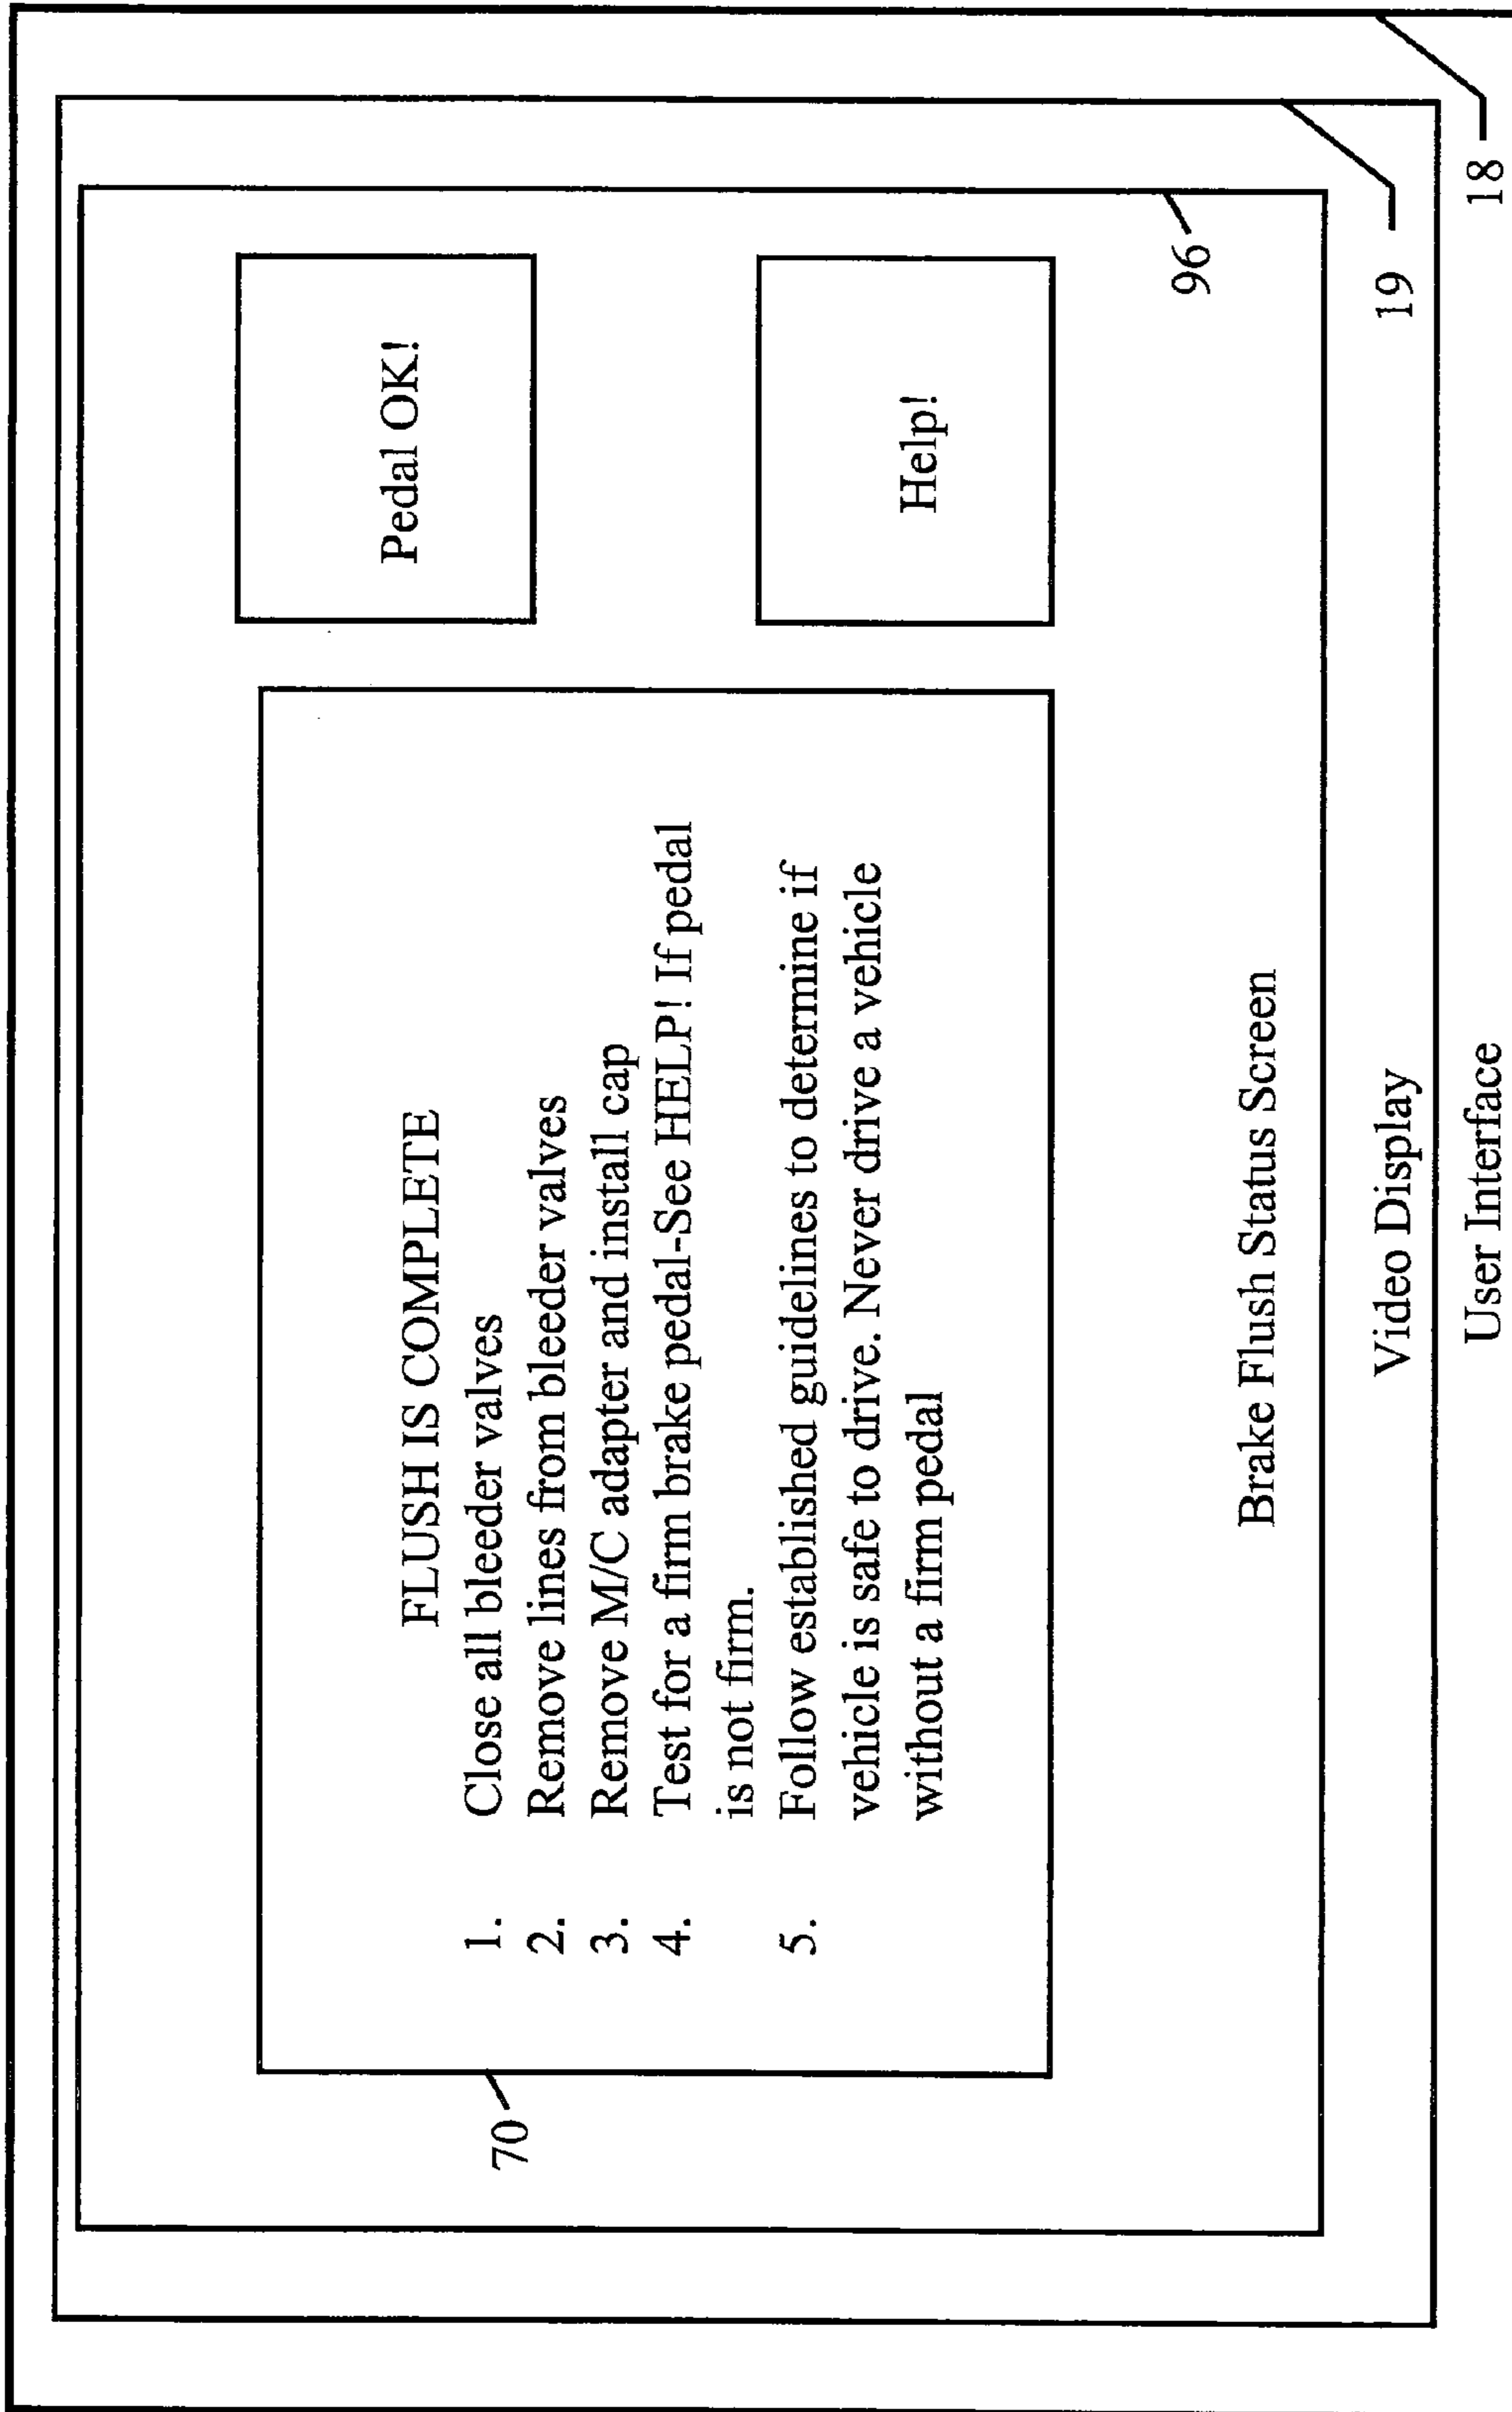 FLUSH IS COMPLETE
1. Close all bleeder valves
2. Remove lines from bleeder valves
3. Remove M/C adapter and install cap
4. Test for a firm brake pedal-See HELP! If pedal
is not firm.
5. Follow established guidelines to determine if
vehicle is safe to drive. Never drive a vehicle
without a firm pedal
70
Pedal OK!
Help!
96
Brake Flush Status Screen
19
Video Display
18
User Interface